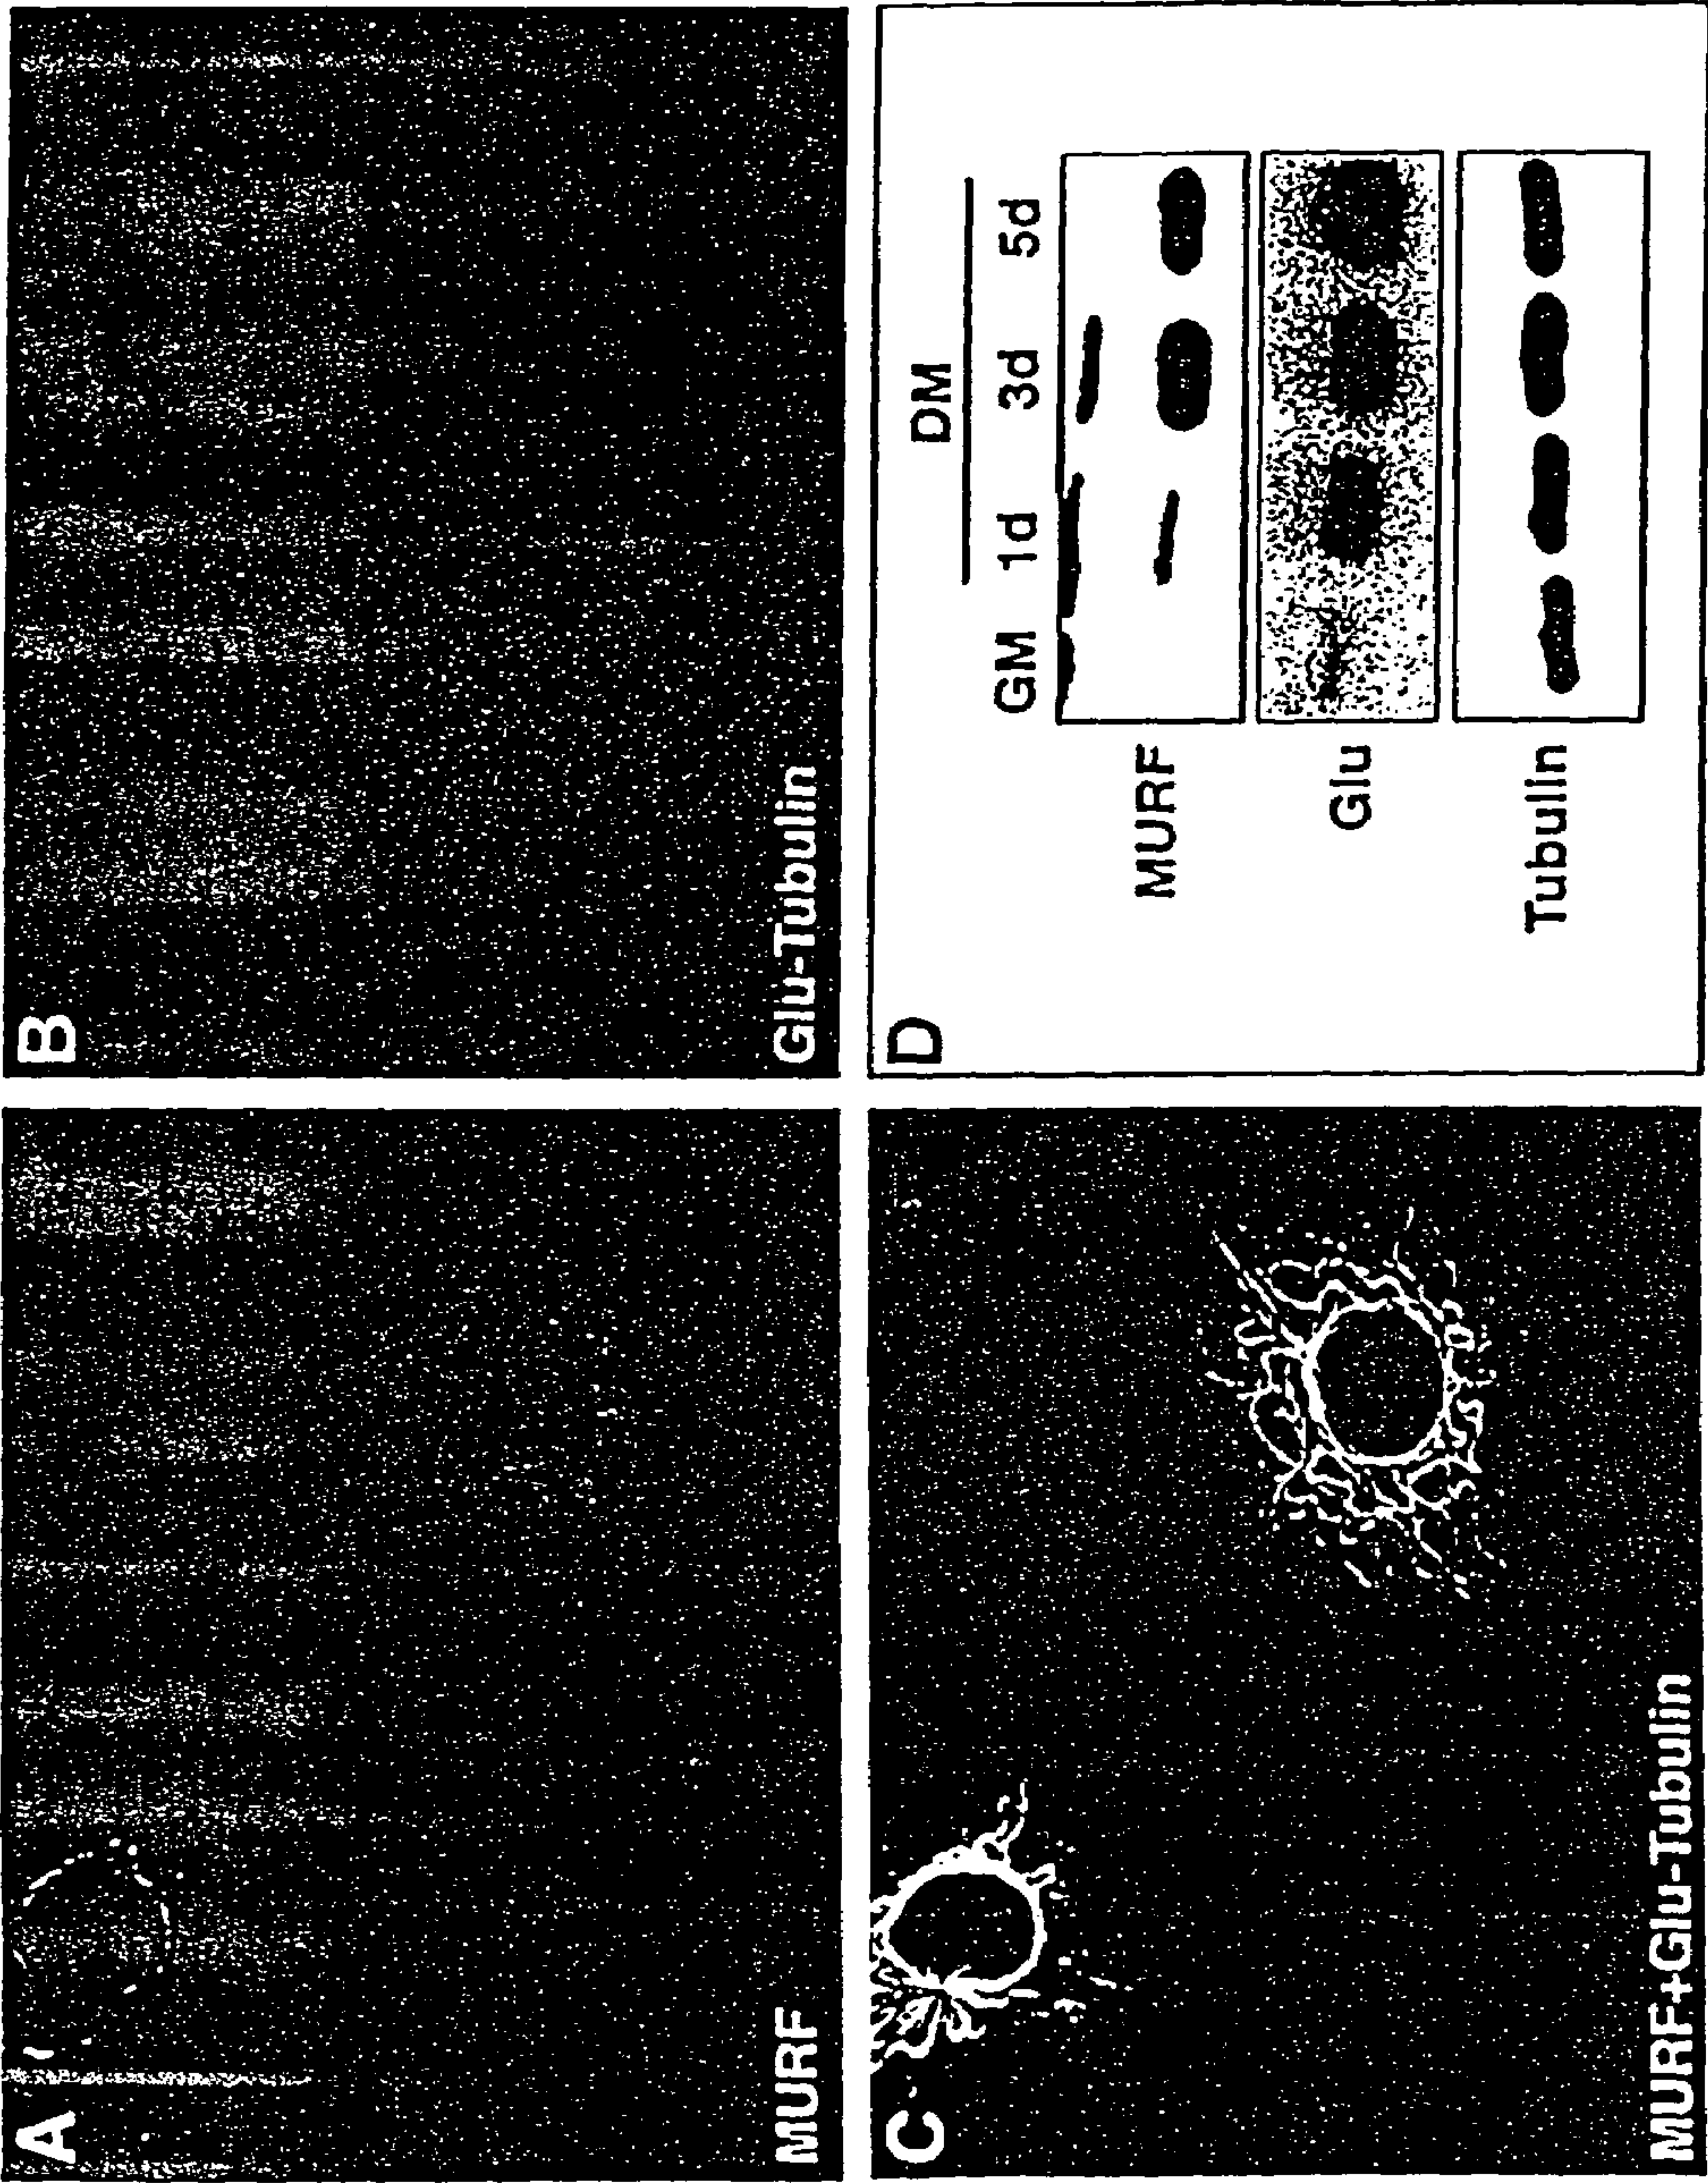 A
MURF
B
Glu-Tubulin
C
MURF+Glu-Tubulin
D
DM
GM 1d 3d 5d
MURF
Glu
Tubulin